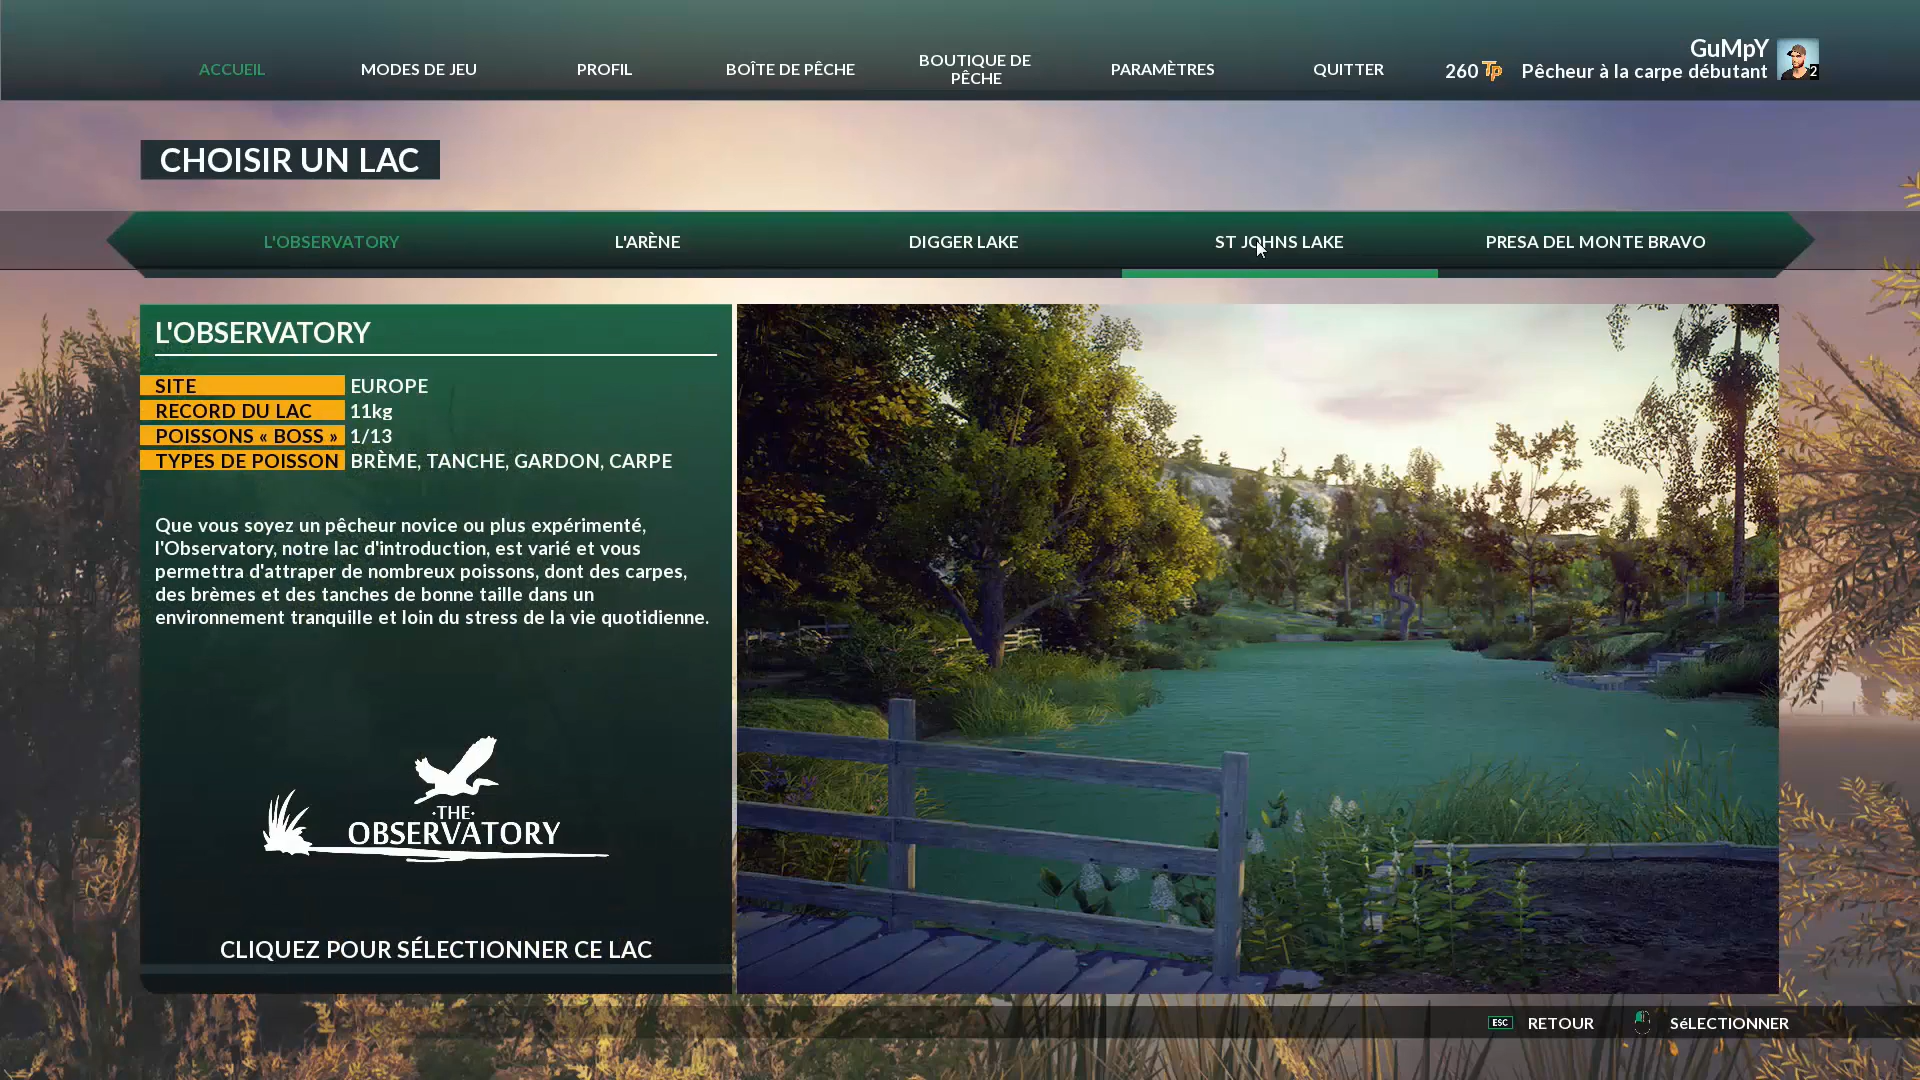 ACCUEIL
MODES DE JEU
PROFIL
BOÎTE DE PÊCHE
BOUTIQUE DE
PÊCHE
PARAMÈTRES
QUITTER
GuMpY
260 Tp Pêcheur à la carpe débutant 2
CHOISIR UN LAC
L'OBSERVATORY
L'ARÈNE
DIGGER LAKE
ST JOHNS LAKE
PRESA DEL MONTE BRAVO
L'OBSERVATORY
SITE EUROPE
RECORD DU LAC 11kg
POISSONS « BOSS » 1/13
TYPES DE POISSON BRÈME, TANCHE, GARDON, CARPE
Que vous soyez un pêcheur novice ou plus expérimenté,
l'Observatory, notre lac d'introduction, est varié et vous
permettra d'attraper de nombreux poissons, dont des carpes,
des brèmes et des tanches de bonne taille dans un
environnement tranquille et loin du stress de la vie quotidienne.
·THE·
OBSERVATORY
CLIQUEZ POUR SÉLECTIONNER CE LAC
ESC RETOUR
SéLECTIONNER